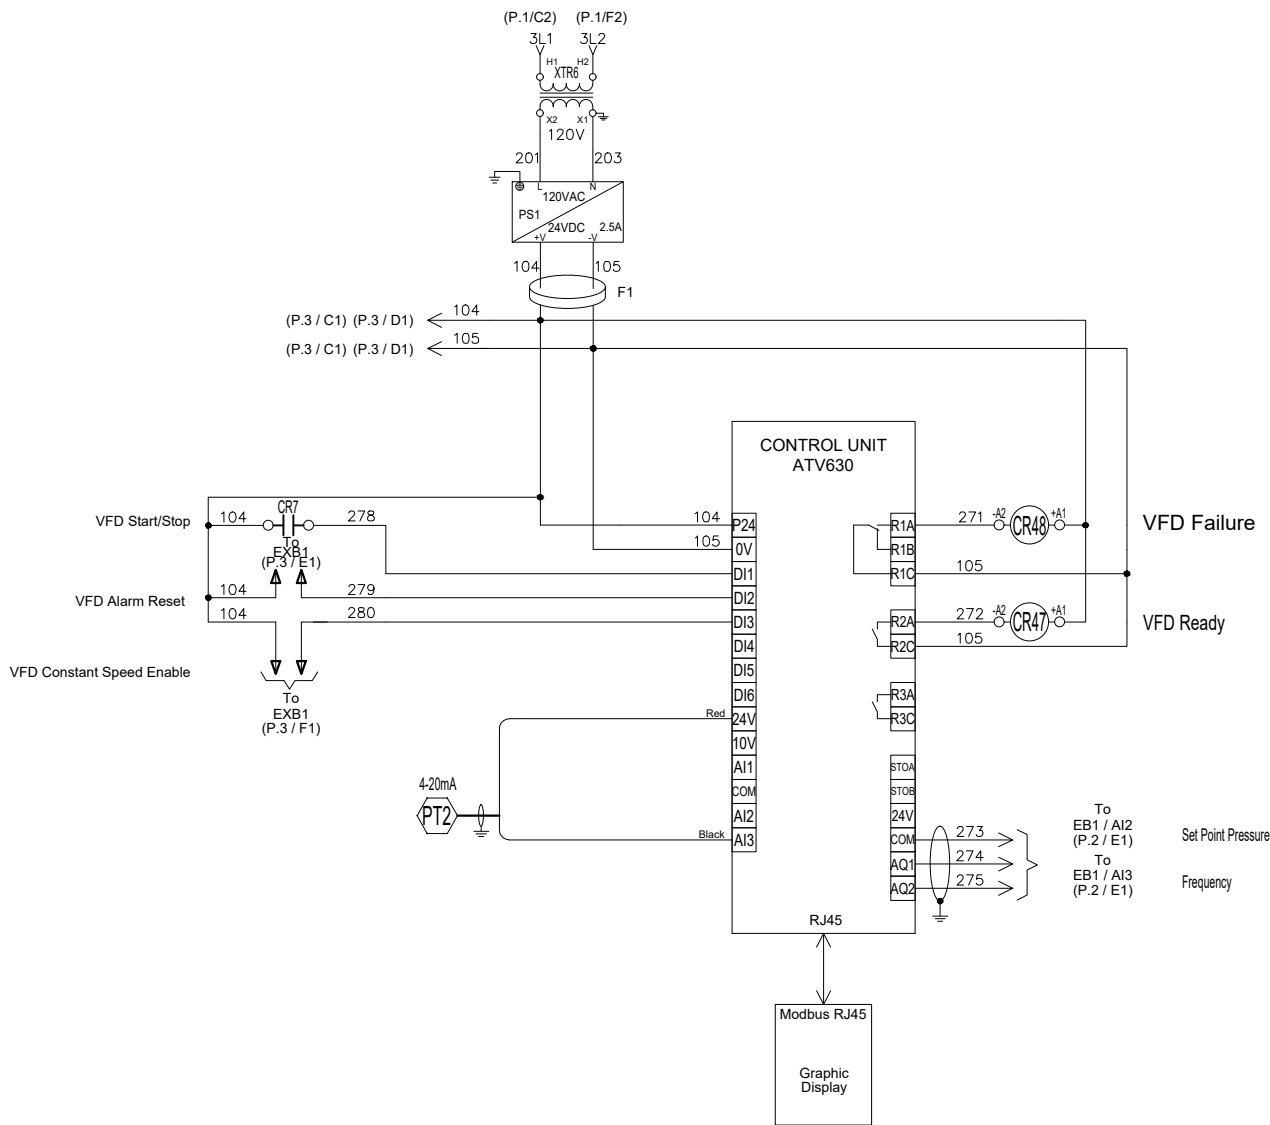 (P.1/C2) (P.1/F2)
3L1 3L2
H1 H2
XTR6
X2 X1
120V
201 203
L N
120VAC
PS1
24VDC 2.5A
+V -V
104 105
F1
(P.3 / C1) (P.3 / D1) 104
(P.3 / C1) (P.3 / D1) 105
CONTROL UNIT
ATV630
VFD Start/Stop
104 CR7 278
To
EXB1
(P.3 / E1)
VFD Alarm Reset
104 279
104 280
VFD Constant Speed Enable
To
EXB1
(P.3 / F1)
104 P24
105 0V
DI1
DI2
DI3
DI4
DI5
DI6
Red 24V
10V
AI1
COM
AI2
Black AI3
4-20mA
PT2
R1A 271 -A2 CR48 +A1 VFD Failure
R1B
R1C 105
R2A 272 -A2 CR47 +A1 VFD Ready
R2C 105
R3A
R3C
STOA
STOB
24V
COM 273
AQ1 274
AQ2 275
To
EB1 / AI2
(P.2 / E1)
Set Point Pressure
To
EB1 / AI3
(P.2 / E1)
Frequency
RJ45
Modbus RJ45
Graphic
Display